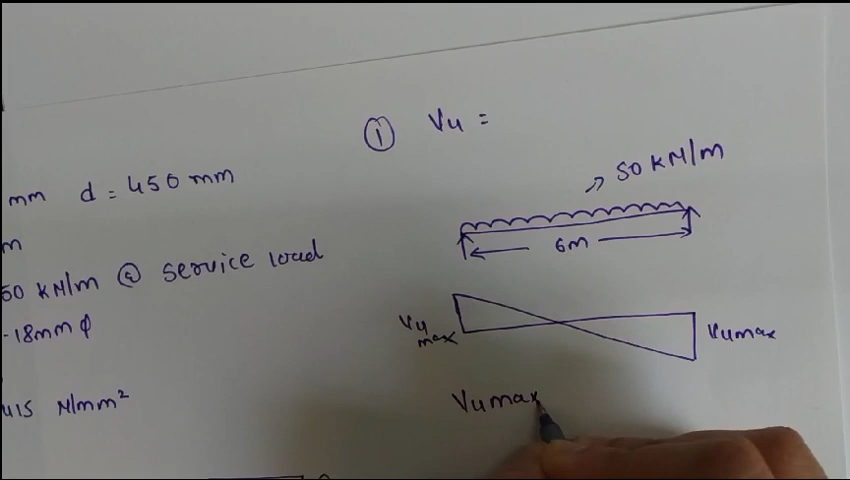 mm d = 450 mm
m
50 KN/m @ service load
-18mm φ
415 N/mm²
① Vu =
50 KN/m
6m
Vu max
Vumax
Vumax